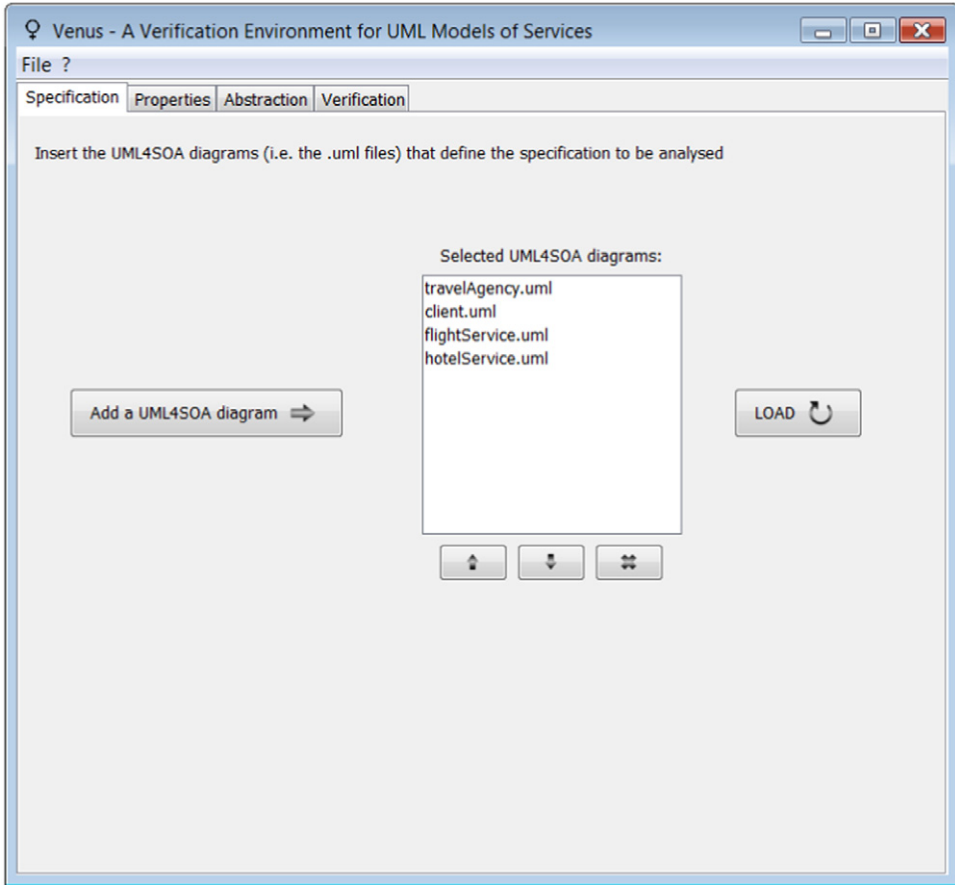 Venus - A Verification Environment for UML Models of Services
File ?
Specification Properties Abstraction Verification
Insert the UML4SOA diagrams (i.e. the .uml files) that define the specification to be analysed
Selected UML4SOA diagrams:
travelAgency.uml
client.uml
flightService.uml
hotelService.uml
Add a UML4SOA diagram
LOAD